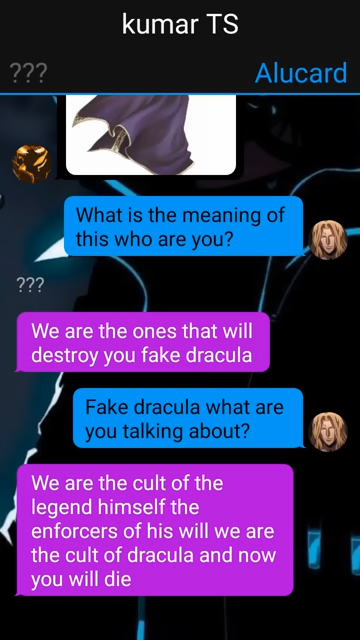 kumar TS
??? Alucard
What is the meaning of
this who are you?
???
We are the ones that will
destroy you fake dracula
Fake dracula what are
you talking about?
We are the cult of the
legend himself the
enforcers of his will we are
the cult of dracula and now
you will die